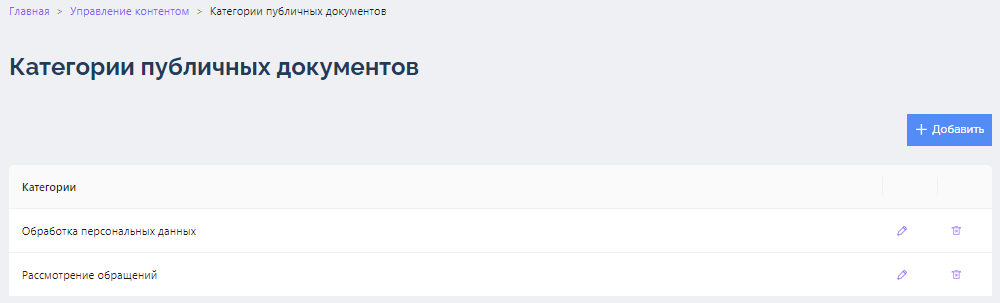 Главная > Управление контентом > Категории публичных документов
Категории публичных документов
+ Добавить
Категории
Обработка персональных данных
Рассмотрение обращений